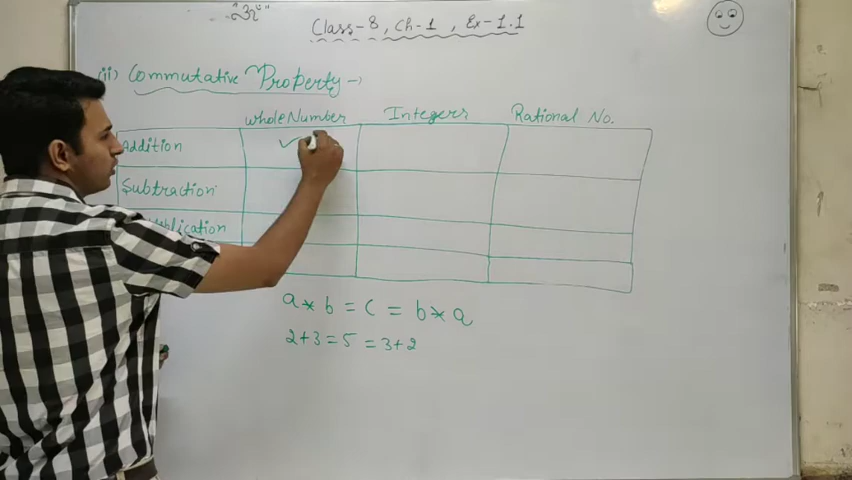 Class-8, Ch-1, Ex-1.1
(ii) Commutative Property→
Whole Number Integers Rational No.
Addition
Subtraction
a * b = c = b * a
2+3 = 5 = 3+2